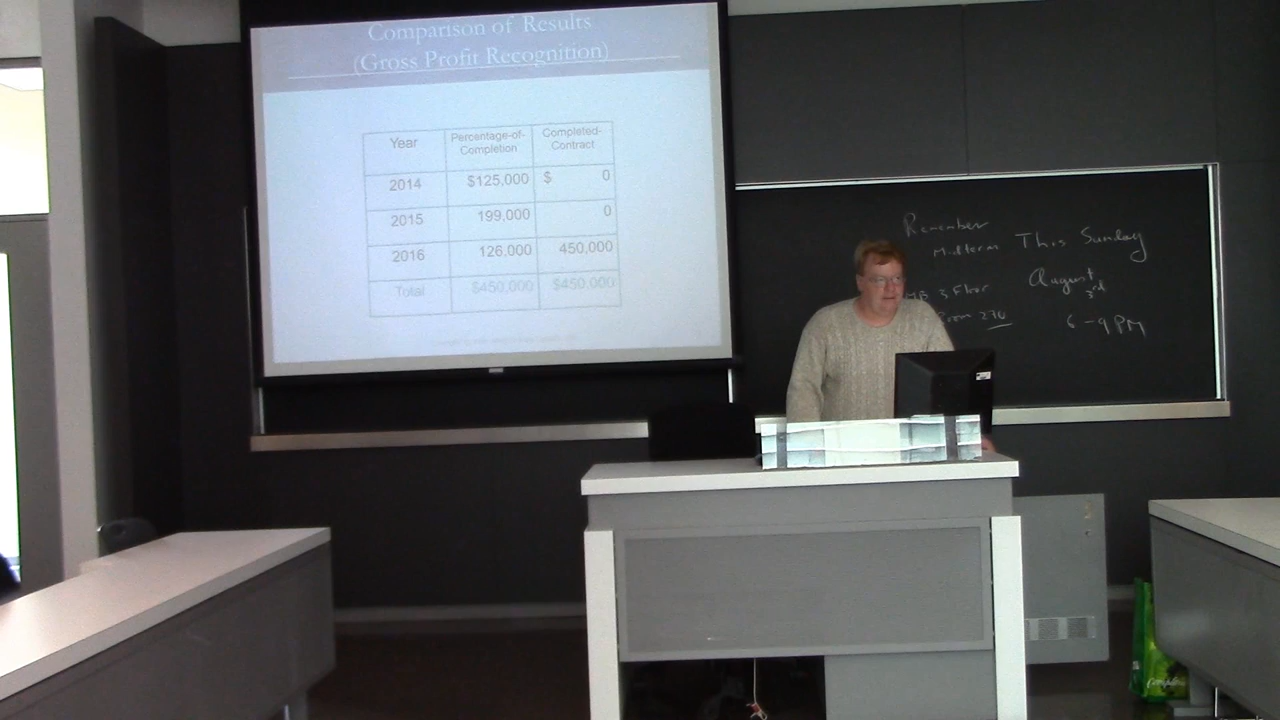 Comparison of Results
(Gross Profit Recognition)
Year Percentage-of-Completion Completed-Contract
2014 $125,000 $ 0
2015 199,000 0
2016 126,000 450,000
Total $450,000 $450,000
Remember
Midterm This Sunday
August 3rd
3 Floor
Room 270
6-9 PM